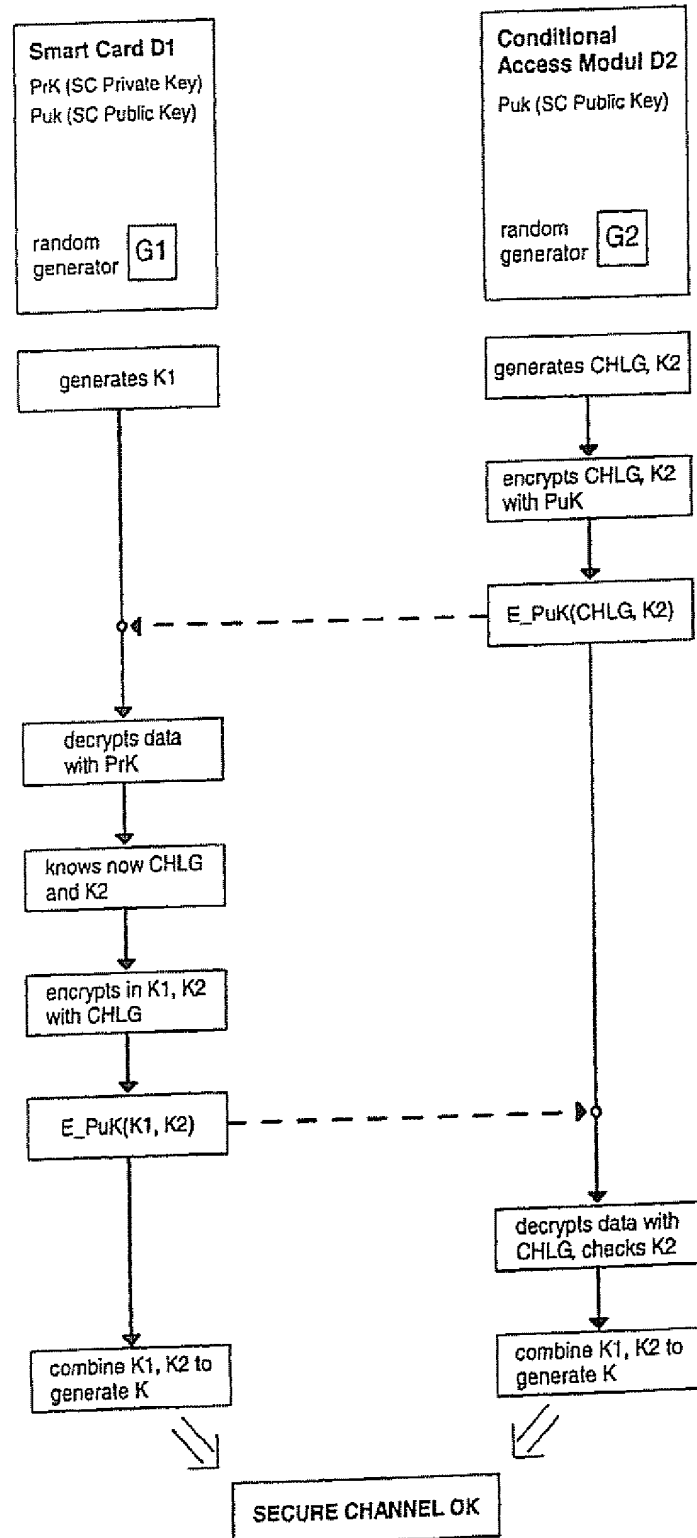 Smart Card D1
PrK (SC Private Key)
Puk (SC Public Key)
random
generator
G1
Conditional
Access Modul D2
Puk (SC Public Key)
random
generator
G2
generates K1
generates CHLG, K2
encrypts CHLG, K2
with PuK
E_PuK(CHLG, K2)
decrypts data
with PrK
knows now CHLG
and K2
encrypts in K1, K2
with CHLG
E_PuK(K1, K2)
decrypts data with
CHLG, checks K2
combine K1, K2 to
generate K
combine K1, K2 to
generate K
SECURE CHANNEL OK